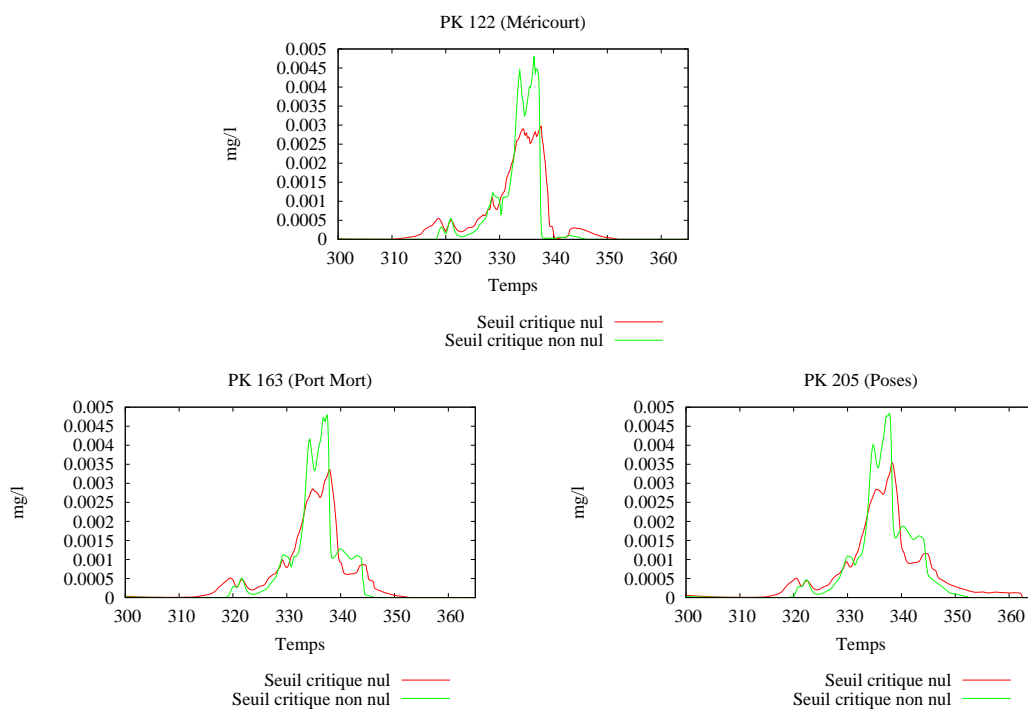 PK 122 (Méricourt)
0.005
0.0045
0.004
0.0035
0.003
0.0025
0.002
0.0015
0.001
0.0005
0
mg/l
300 310 320 330 340 350 360
Temps
Seuil critique nul
Seuil critique non nul
PK 163 (Port Mort)
0.005
0.0045
0.004
0.0035
0.003
0.0025
0.002
0.0015
0.001
0.0005
0
mg/l
300 310 320 330 340 350 360
Temps
Seuil critique nul
Seuil critique non nul
PK 205 (Poses)
0.005
0.0045
0.004
0.0035
0.003
0.0025
0.002
0.0015
0.001
0.0005
0
mg/l
300 310 320 330 340 350 360
Temps
Seuil critique nul
Seuil critique non nul